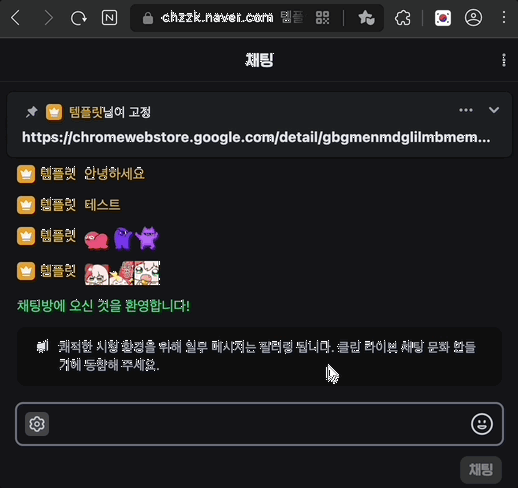 chzzk.naver.com 템플
채팅
템플릿님이 고정
https://chromewebstore.google.com/detail/gbgmenmdglilmbmem...
템플릿 안녕하세요
템플릿 테스트
템플릿
템플릿
채팅방에 오신 것을 환영합니다!
쾌적한 시청 환경을 위해 일부 메시지는 필터링 됩니다. 클린 라이브 채팅 문화 만들
기에 동참해 주세요.
채팅